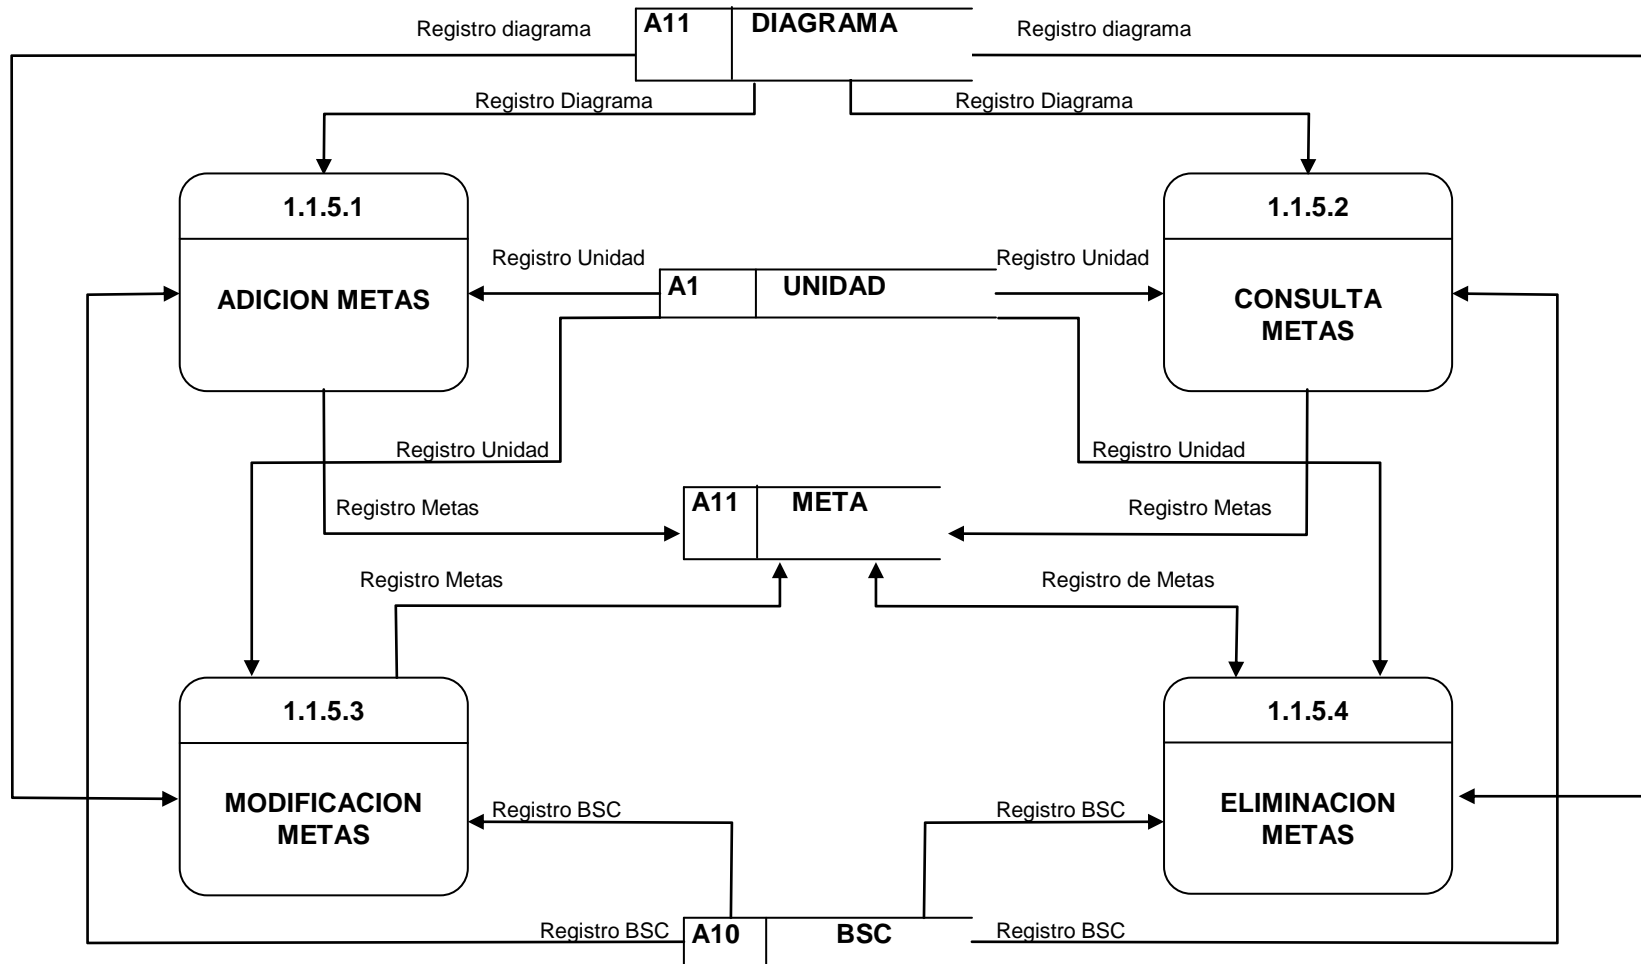 Registro diagrama
A11 DIAGRAMA
Registro diagrama
Registro Diagrama
Registro Diagrama
1.1.5.1
1.1.5.2
Registro Unidad
Registro Unidad
ADICION METAS
A1 UNIDAD
CONSULTA
METAS
Registro Unidad
Registro Unidad
Registro Metas
A11 META
Registro Metas
Registro Metas
Registro de Metas
1.1.5.3
1.1.5.4
MODIFICACION
METAS
Registro BSC
Registro BSC
ELIMINACION
METAS
Registro BSC
A10 BSC
Registro BSC